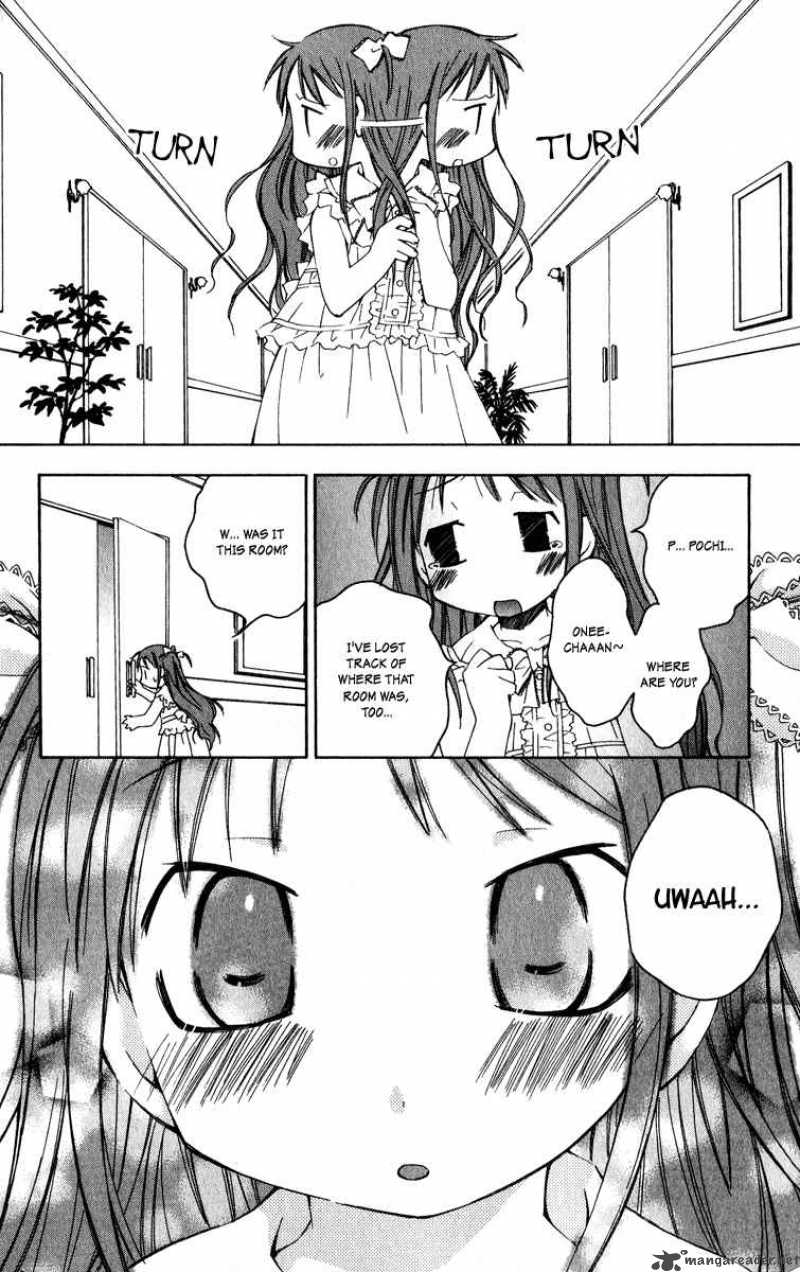 TURN
TURN
P... POCHI...
WHERE
ARE YOU?
ONEE-
CHAAAN~
I'VE LOST
TRACK OF
WHERE THAT
ROOM WAS,
TOO...
W... WAS IT
THIS ROOM?
UWAAH...
mangareader.net